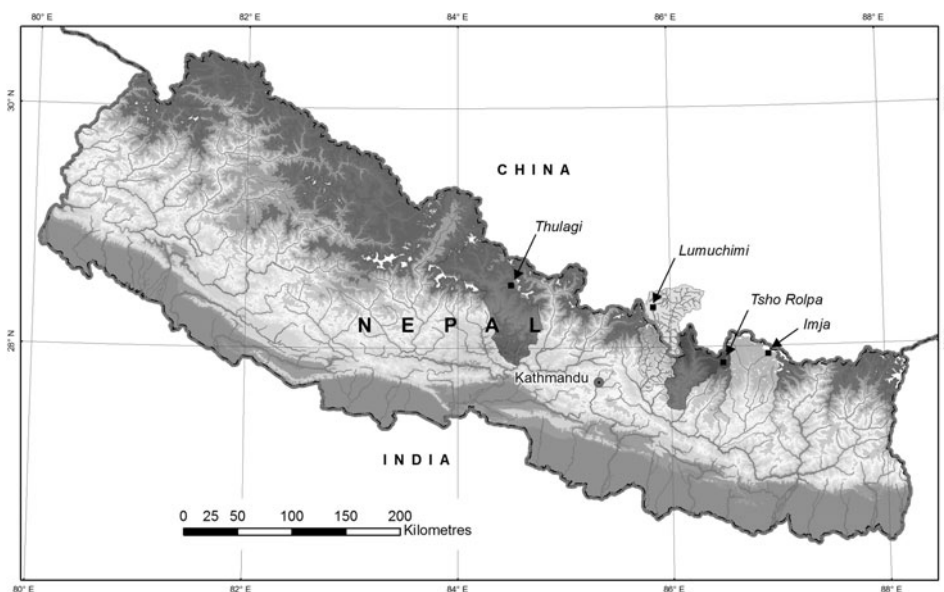 80° E 82° E 84° E 86° E 88° E
30° N
CHINA
Thulagi
Lumuchimi
Tsho Rolpa
Imja
NEPAL
28° N
Kathmandu
INDIA
0 25 50 100 150 200
Kilometres
80° E 82° E 84° E 86° E 88° E